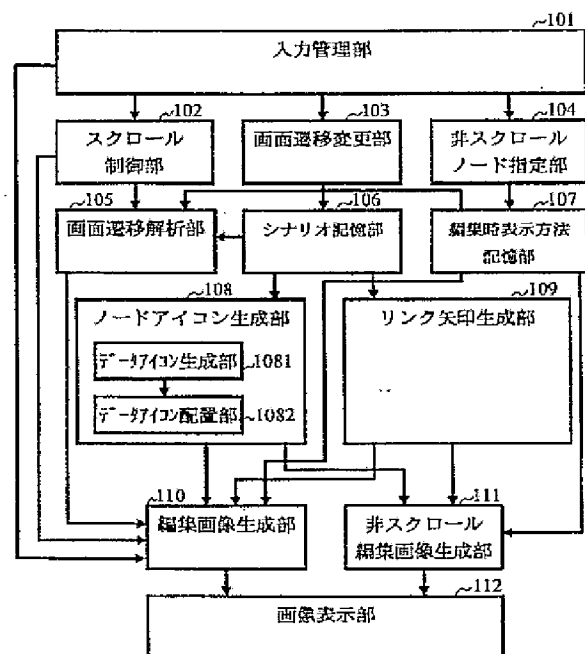 101
入力管理部
102
103
104
スクロール
制御部
画面遷移変更部
非スクロール
ノード指定部
105
106
107
画面遷移解析部
シナリオ記憶部
編集時表示方法
記憶部
108
109
ノードアイコン生成部
リンク矢印生成部
データアイコン生成部
1081
データアイコン配置部
1082
110
111
編集画像生成部
非スクロール
編集画像生成部
112
画像表示部